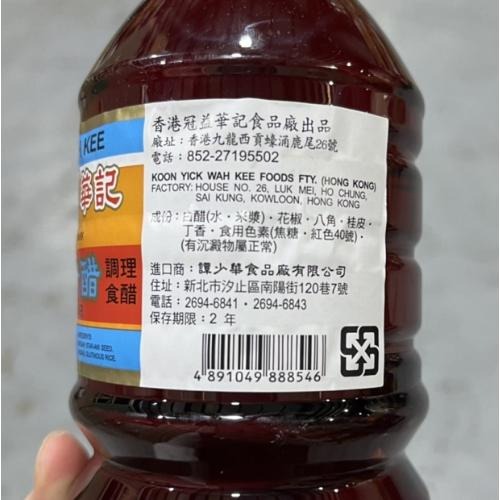 香港冠益華記食品廠出品
廠址：香港九龍西貢蠔涌鹿尾26號
電話：852-27195502
KOON YICK WAH KEE FOODS FTY. (HONG KONG)
FACTORY: HOUSE NO. 26, LUK MEI, HO CHUNG,
SAI KUNG, KOWLOON, HONG KONG
成份：白醋(水、米漿)、花椒、八角、桂皮、
丁香、食用色素(焦糖、紅色40號)、
(有沉澱物屬正常)
進口商：譚少華食品廠有限公司
住址：新北市汐止區南陽街120巷7號
電話：2694-6841・2694-6843
保存期限：2 年
4 891049 888546
KEE
華記
醋
調理
食醋